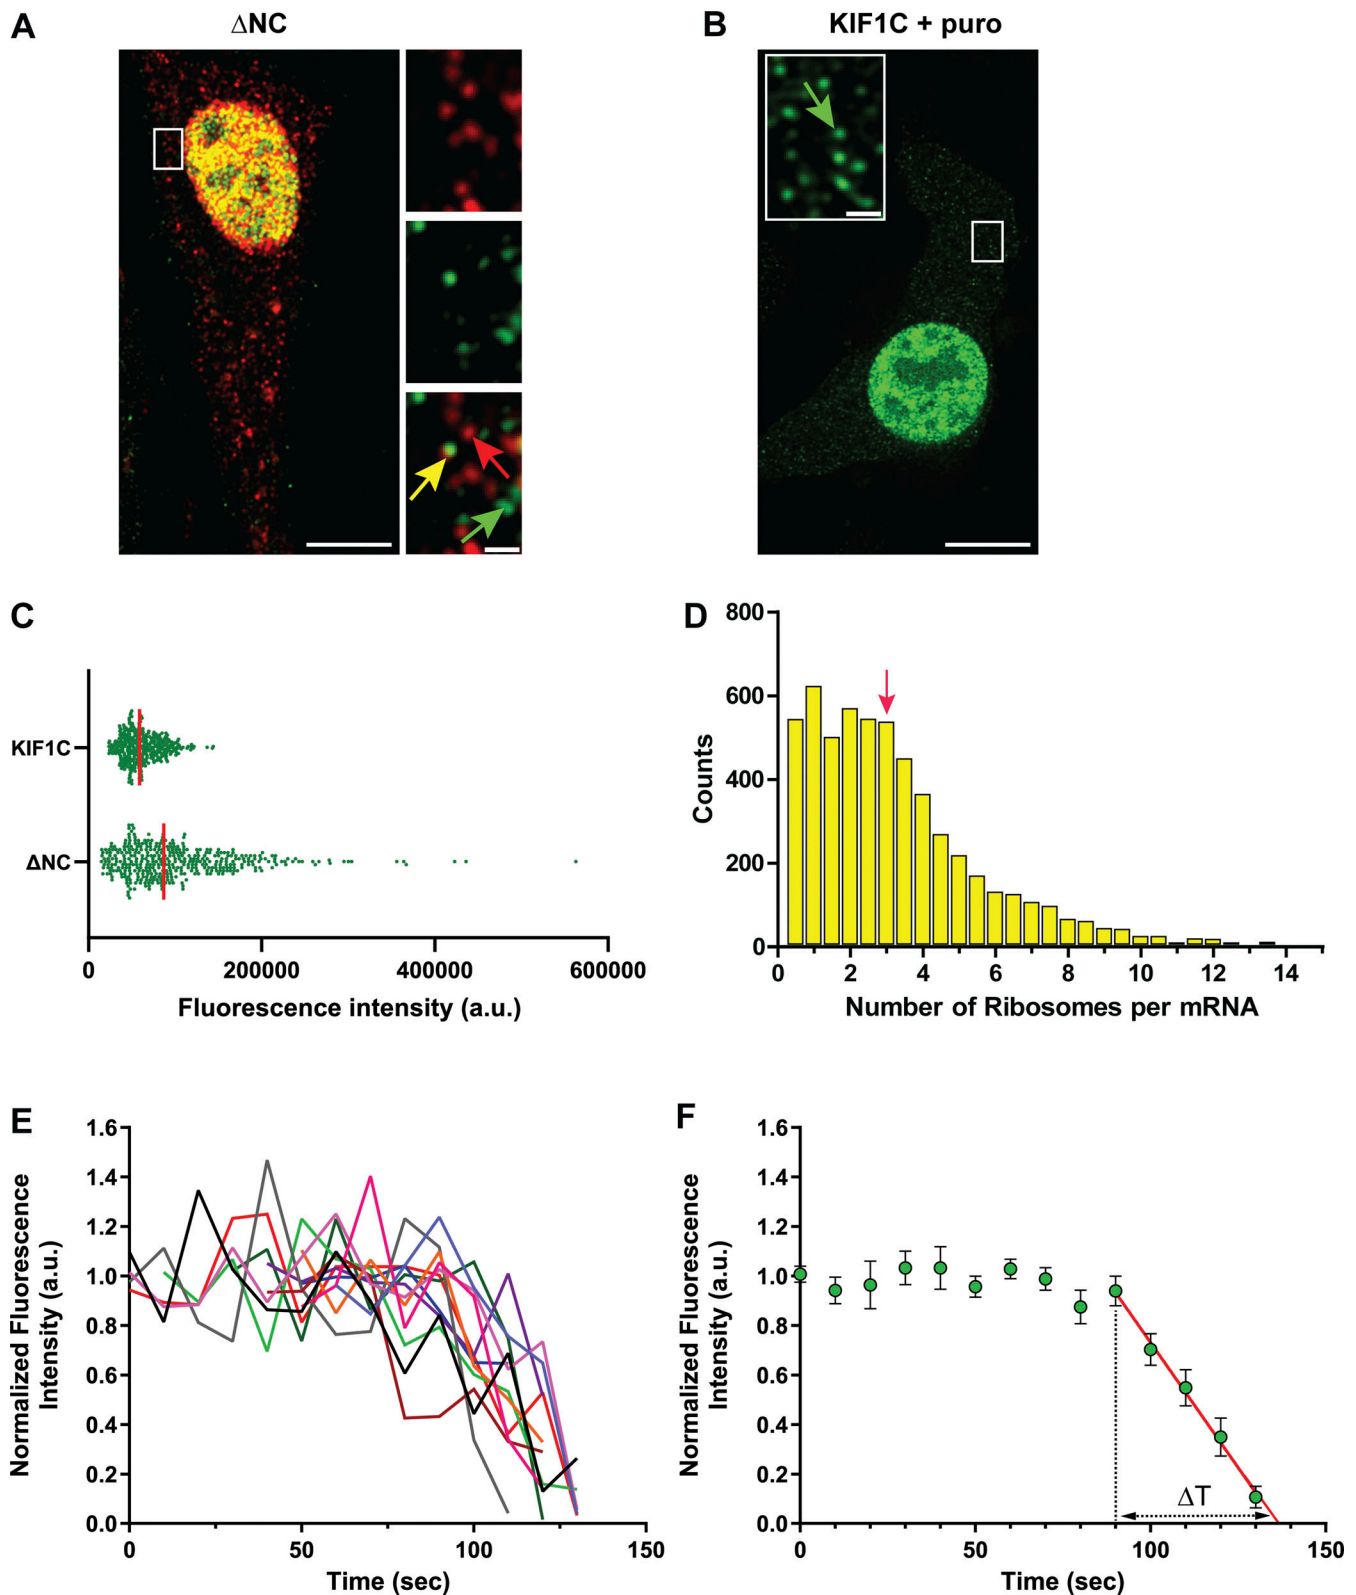 A
ΔNC
B
KIF1C + puro
C
KIF1C
ΔNC
0
200000
400000
600000
Fluorescence intensity (a.u.)
D
800
600
400
200
0
Counts
0
2
4
6
8
10
12
14
Number of Ribosomes per mRNA
E
1.6
1.4
1.2
1.0
0.8
0.6
0.4
0.2
0.0
Normalized Fluorescence
Intensity (a.u.)
0
50
100
150
Time (sec)
F
1.6
1.4
1.2
1.0
0.8
0.6
0.4
0.2
0.0
Normalized Fluorescence
Intensity (a.u.)
ΔT
0
50
100
150
Time (sec)